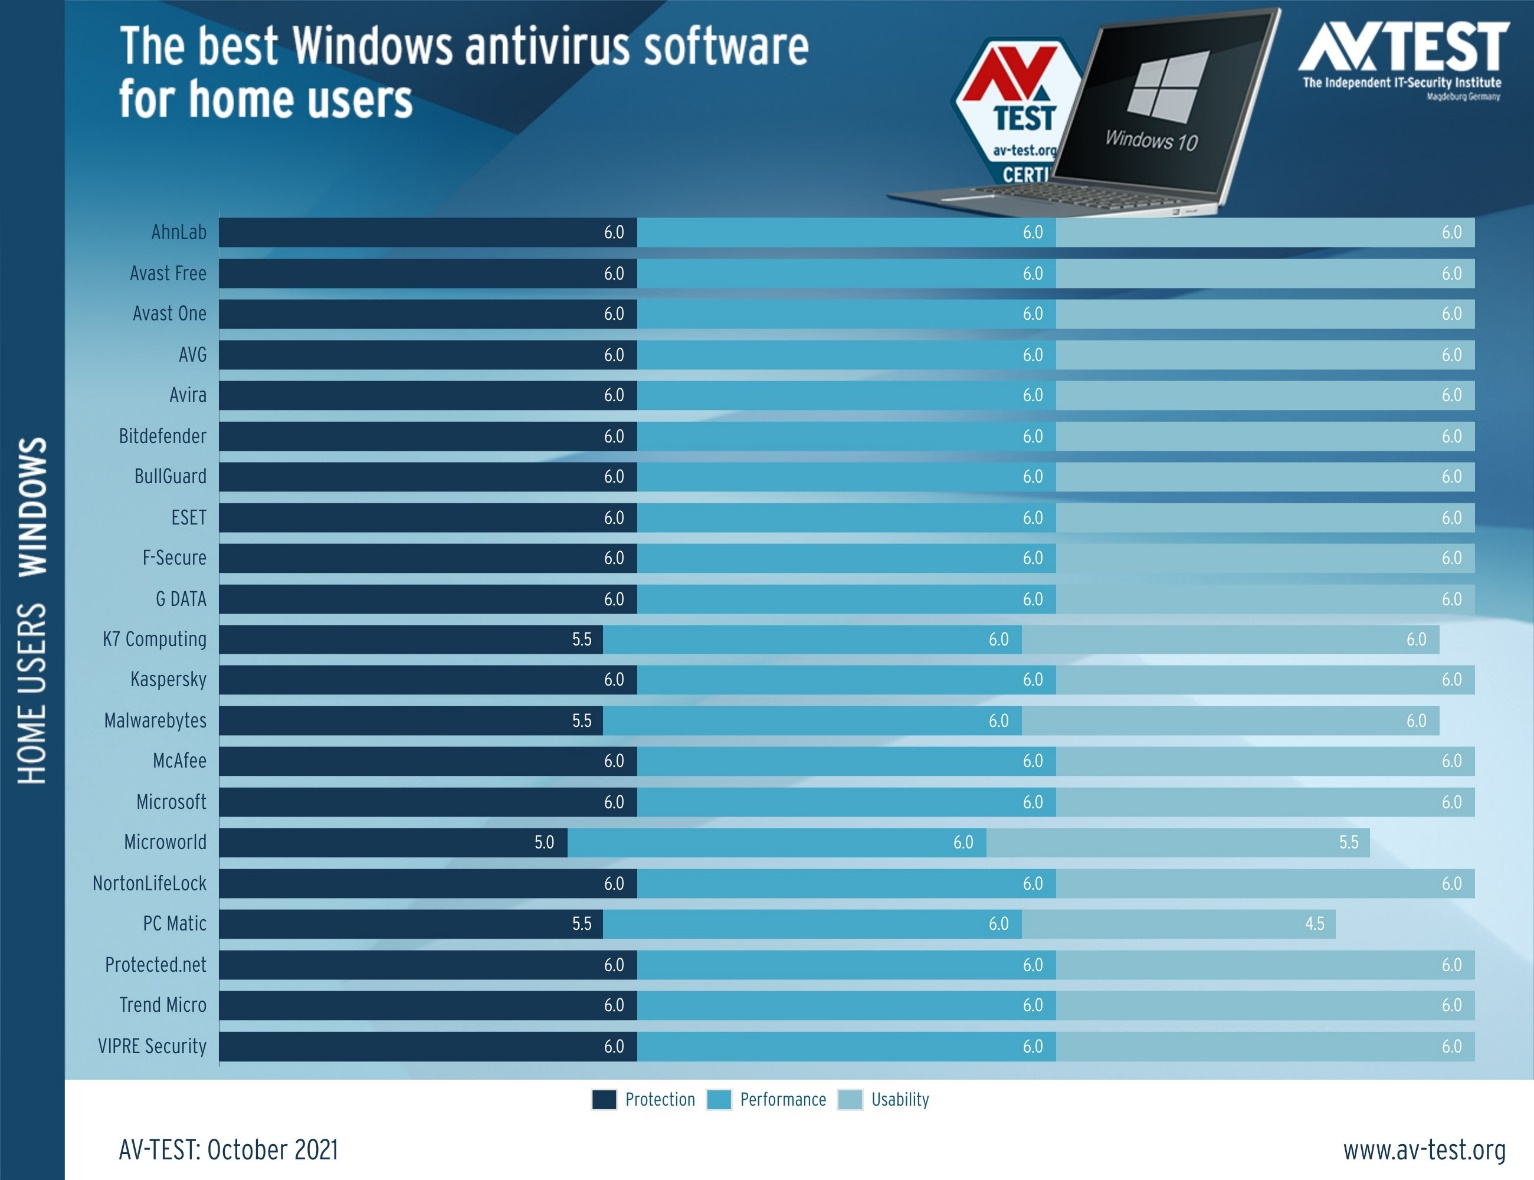 The best Windows antivirus software
for home users
AV TEST
av-test.org
CERTI
Windows 10
AV TEST
The Independent IT-Security Institute
Magdeburg Germany
HOME USERS WINDOWS
AhnLab 6.0 6.0 6.0
Avast Free 6.0 6.0 6.0
Avast One 6.0 6.0 6.0
AVG 6.0 6.0 6.0
Avira 6.0 6.0 6.0
Bitdefender 6.0 6.0 6.0
BullGuard 6.0 6.0 6.0
ESET 6.0 6.0 6.0
F-Secure 6.0 6.0 6.0
G DATA 6.0 6.0 6.0
K7 Computing 5.5 6.0 6.0
Kaspersky 6.0 6.0 6.0
Malwarebytes 5.5 6.0 6.0
McAfee 6.0 6.0 6.0
Microsoft 6.0 6.0 6.0
Microworld 5.0 6.0 5.5
NortonLifeLock 6.0 6.0 6.0
PC Matic 5.5 6.0 4.5
Protected.net 6.0 6.0 6.0
Trend Micro 6.0 6.0 6.0
VIPRE Security 6.0 6.0 6.0
Protection Performance Usability
AV-TEST: October 2021
www.av-test.org